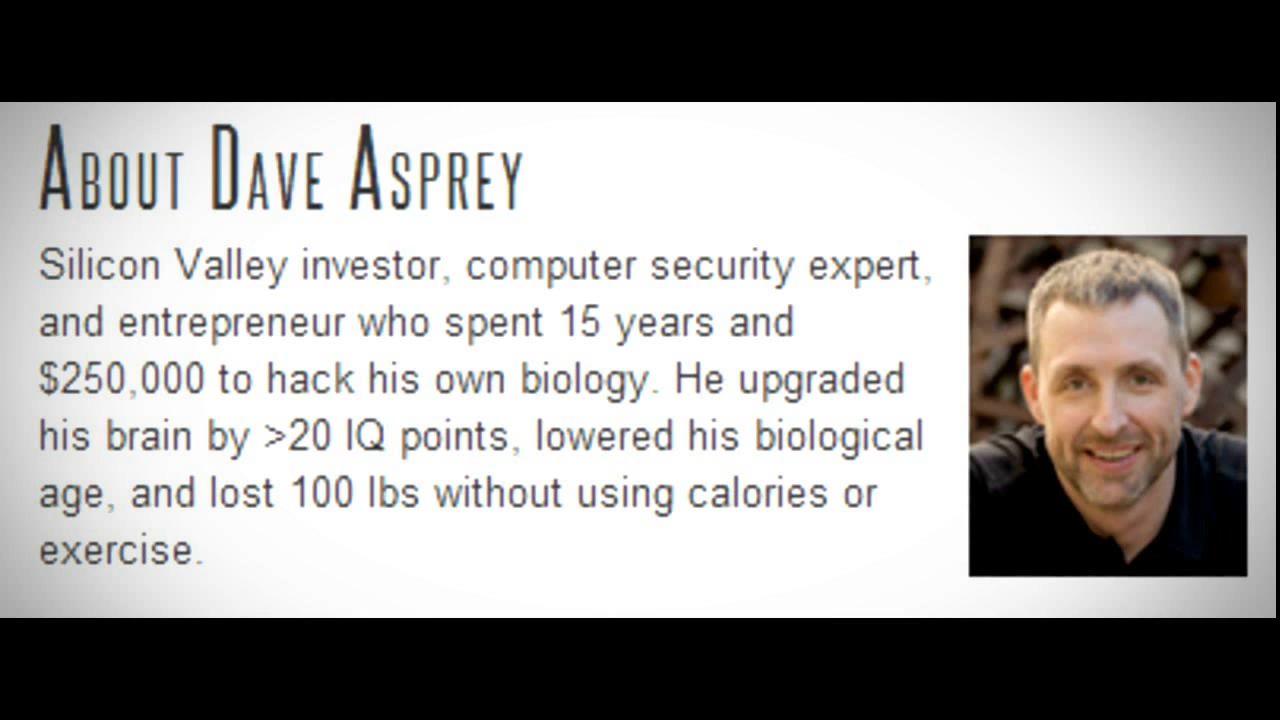 About Dave Asprey
Silicon Valley investor, computer security expert,
and entrepreneur who spent 15 years and
$250,000 to hack his own biology. He upgraded
his brain by >20 IQ points, lowered his biological
age, and lost 100 lbs without using calories or
exercise.